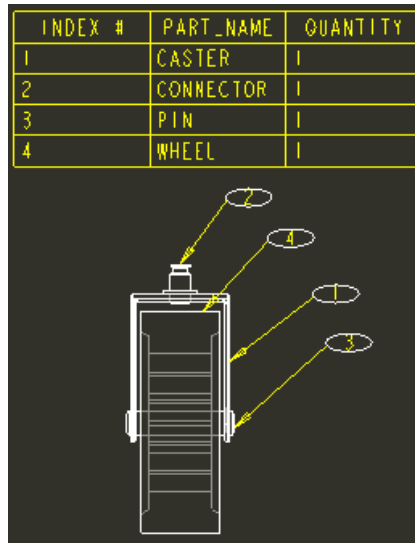 INDEX # PART_NAME QUANTITY
1 CASTER 1
2 CONNECTOR 1
3 PIN 1
4 WHEEL 1
2
4
1
3